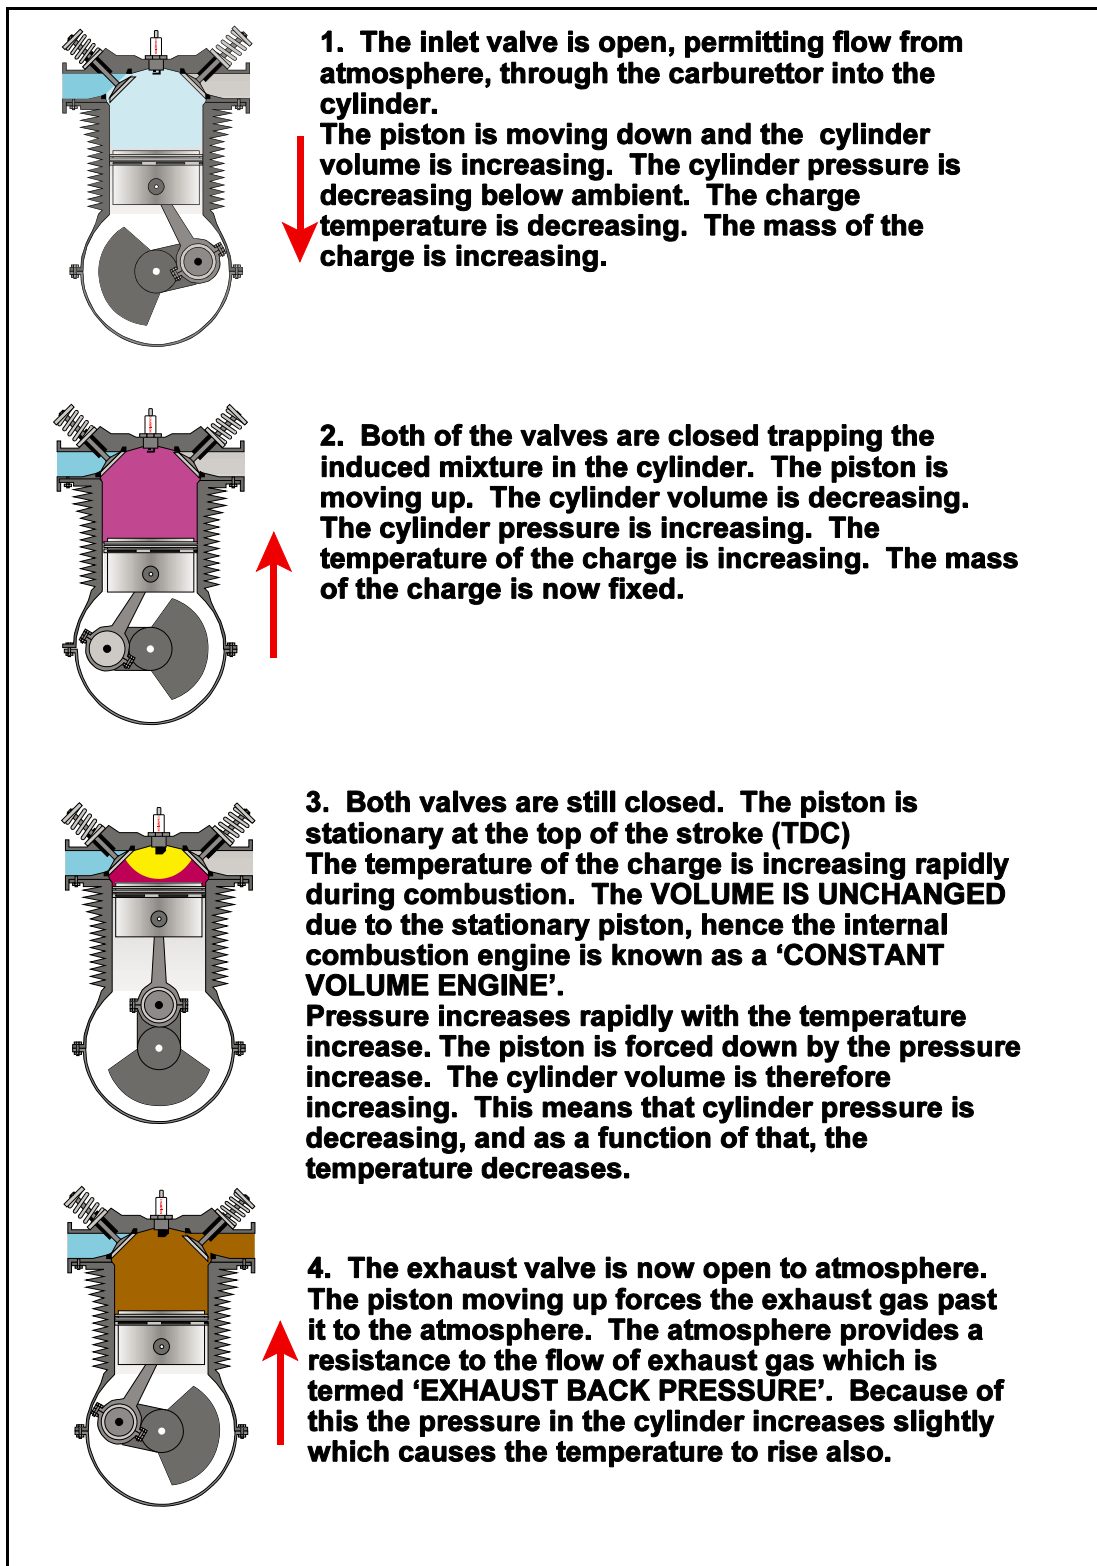 1.  The inlet valve is open, permitting flow from
atmosphere, through the carburettor into the
cylinder.
The piston is moving down and the  cylinder
volume is increasing.  The cylinder pressure is
decreasing below ambient.  The charge
temperature is decreasing.  The mass of the
charge is increasing.
2.  Both of the valves are closed trapping the
induced mixture in the cylinder.  The piston is
moving up.  The cylinder volume is decreasing.
The cylinder pressure is increasing.  The
temperature of the charge is increasing.  The mass
of the charge is now fixed.
3.  Both valves are still closed.  The piston is
stationary at the top of the stroke (TDC)
The temperature of the charge is increasing rapidly
during combustion.  The VOLUME IS UNCHANGED
due to the stationary piston, hence the internal
combustion engine is known as a ‘CONSTANT
VOLUME ENGINE’.
Pressure increases rapidly with the temperature
increase. The piston is forced down by the pressure
increase.  The cylinder volume is therefore
increasing.  This means that cylinder pressure is
decreasing, and as a function of that, the
temperature decreases.
4.  The exhaust valve is now open to atmosphere.
The piston moving up forces the exhaust gas past
it to the atmosphere.  The atmosphere provides a
resistance to the flow of exhaust gas which is
termed ‘EXHAUST BACK PRESSURE’.  Because of
this the pressure in the cylinder increases slightly
which causes the temperature to rise also.